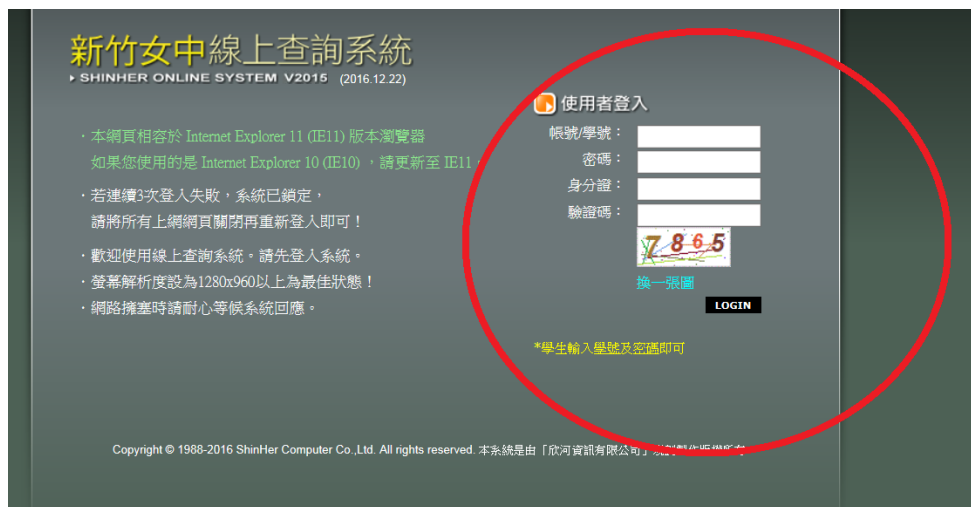 新竹女中線上查詢系統
▸ SHINHER ONLINE SYSTEM V2015 (2016.12.22)
・本網頁相容於 Internet Explorer 11 (IE11) 版本瀏覽器
如果您使用的是 Internet Explorer 10 (IE10) ,請更新至 IE11。
・若連續3次登入失敗,系統已鎖定,
請將所有上網網頁關閉再重新登入即可!
・歡迎使用線上查詢系統。請先登入系統。
・螢幕解析度設為1280x960以上為最佳狀態!
・網路擁塞時請耐心等候系統回應。
使用者登入
帳號/學號:
密碼:
身分證:
驗證碼:
7865
換一張圖
LOGIN
*學生輸入學號及密碼即可
Copyright © 1988-2016 ShinHer Computer Co.,Ltd. All rights reserved. 本系統是由「欣河資訊有限公司」